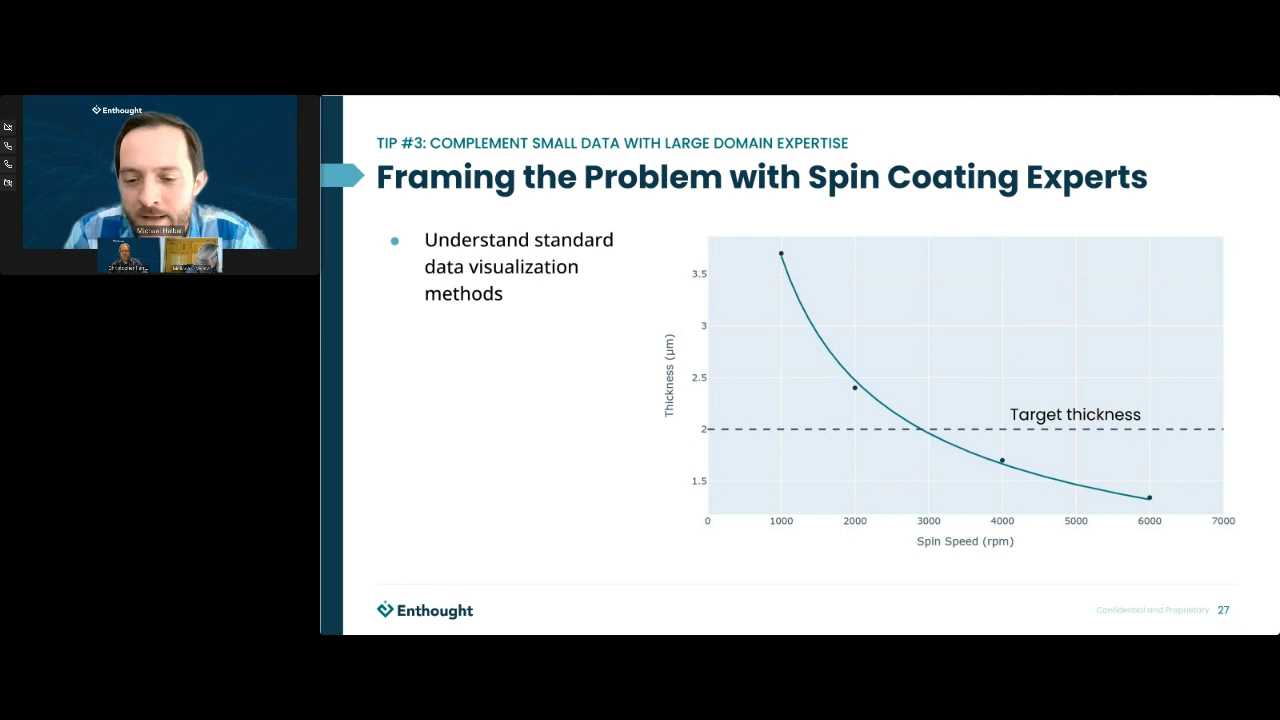 Enthought
Michael Heiber
TIP #3: COMPLEMENT SMALL DATA WITH LARGE DOMAIN EXPERTISE
Framing the Problem with Spin Coating Experts
Understand standard
data visualization
methods
Thickness (μm)
3.5
3
2.5
2
1.5
Target thickness
0 1000 2000 3000 4000 5000 6000 7000
Spin Speed (rpm)
Enthought
Confidential and Proprietary 27